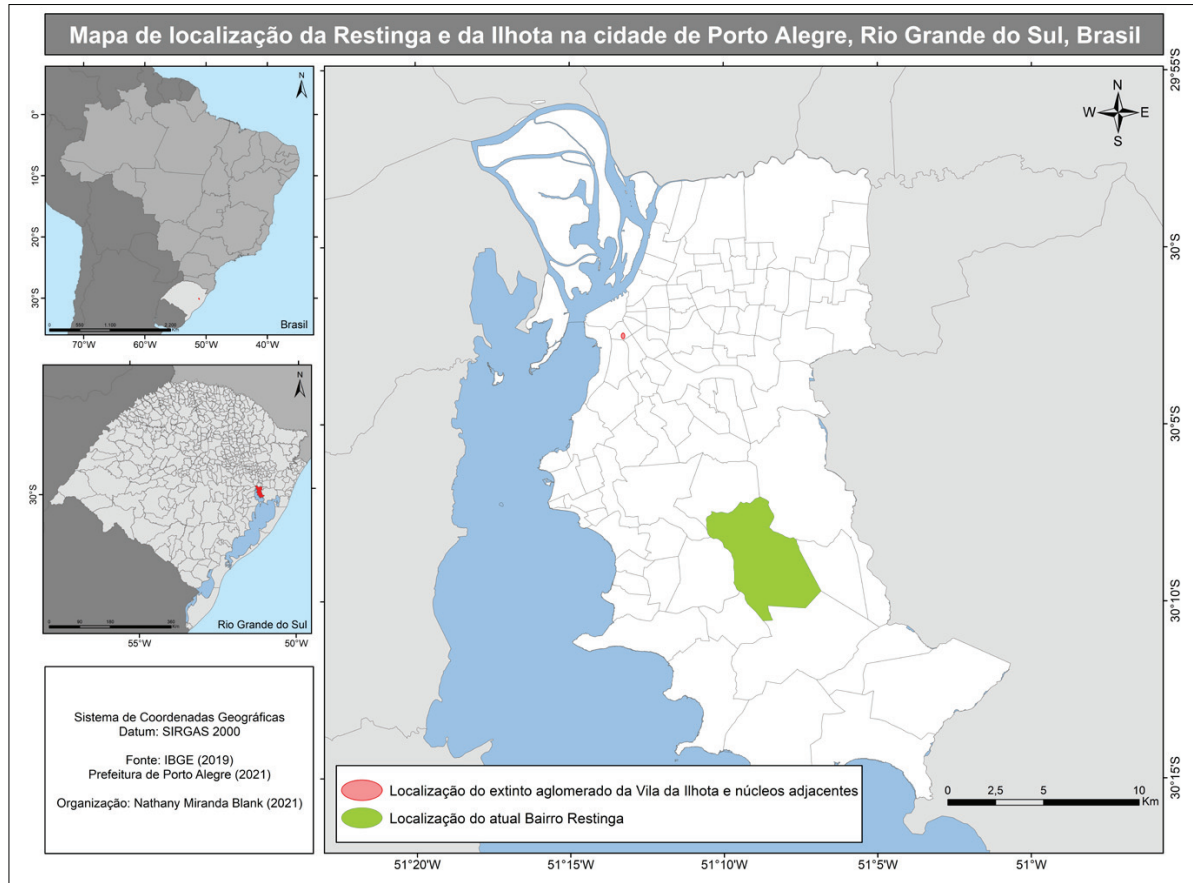 Mapa de localização da Restinga e da Ilhota na cidade de Porto Alegre, Rio Grande do Sul, Brasil
N
0°
10°S
20°S
30°S
Brasil
70°W 60°W 50°W 40°W
N
30°S
Rio Grande do Sul
55°W 50°W
Sistema de Coordenadas Geográficas
Datum: SIRGAS 2000
Fonte: IBGE (2019)
Prefeitura de Porto Alegre (2021)
Organização: Nathany Miranda Blank (2021)
N
W E
S
29°55'S
30°S
30°5'S
30°10'S
30°15'S
Localização do extinto aglomerado da Vila da Ilhota e núcleos adjacentes
Localização do atual Bairro Restinga
0 2,5 5 10
Km
51°20'W 51°15'W 51°10'W 51°5'W 51°W